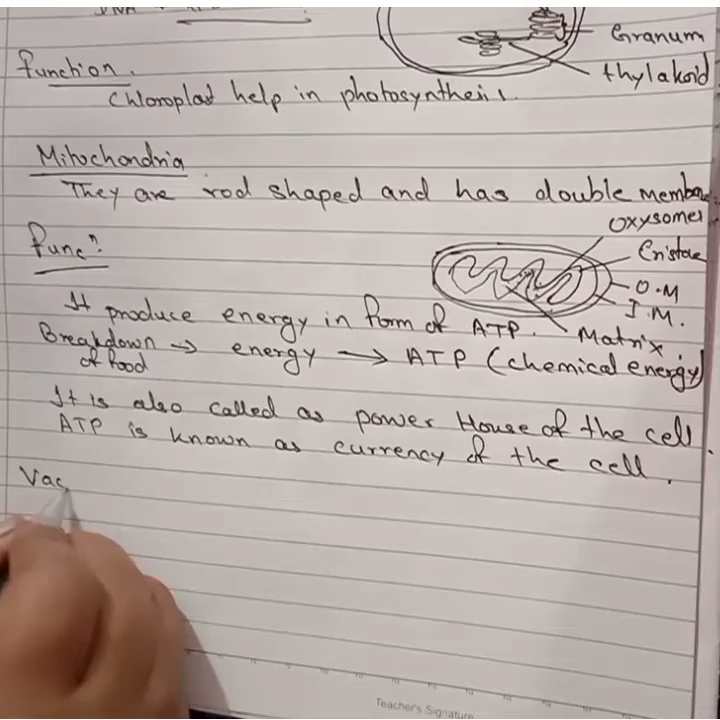 DNA +
Granum
Function.
thylakoid
Chloroplast help in photosynthesis.
Mitochondria
They are rod shaped and has double membrane.
oxysomes
Func?
Cristae
O.M
I.M.
It produce energy in form of ATP.
Matrix.
Breakdown → energy → ATP (chemical energy)
of food
It is also called as power House of the cell.
ATP is known as currency of the cell.
Vac
Teacher's Signature